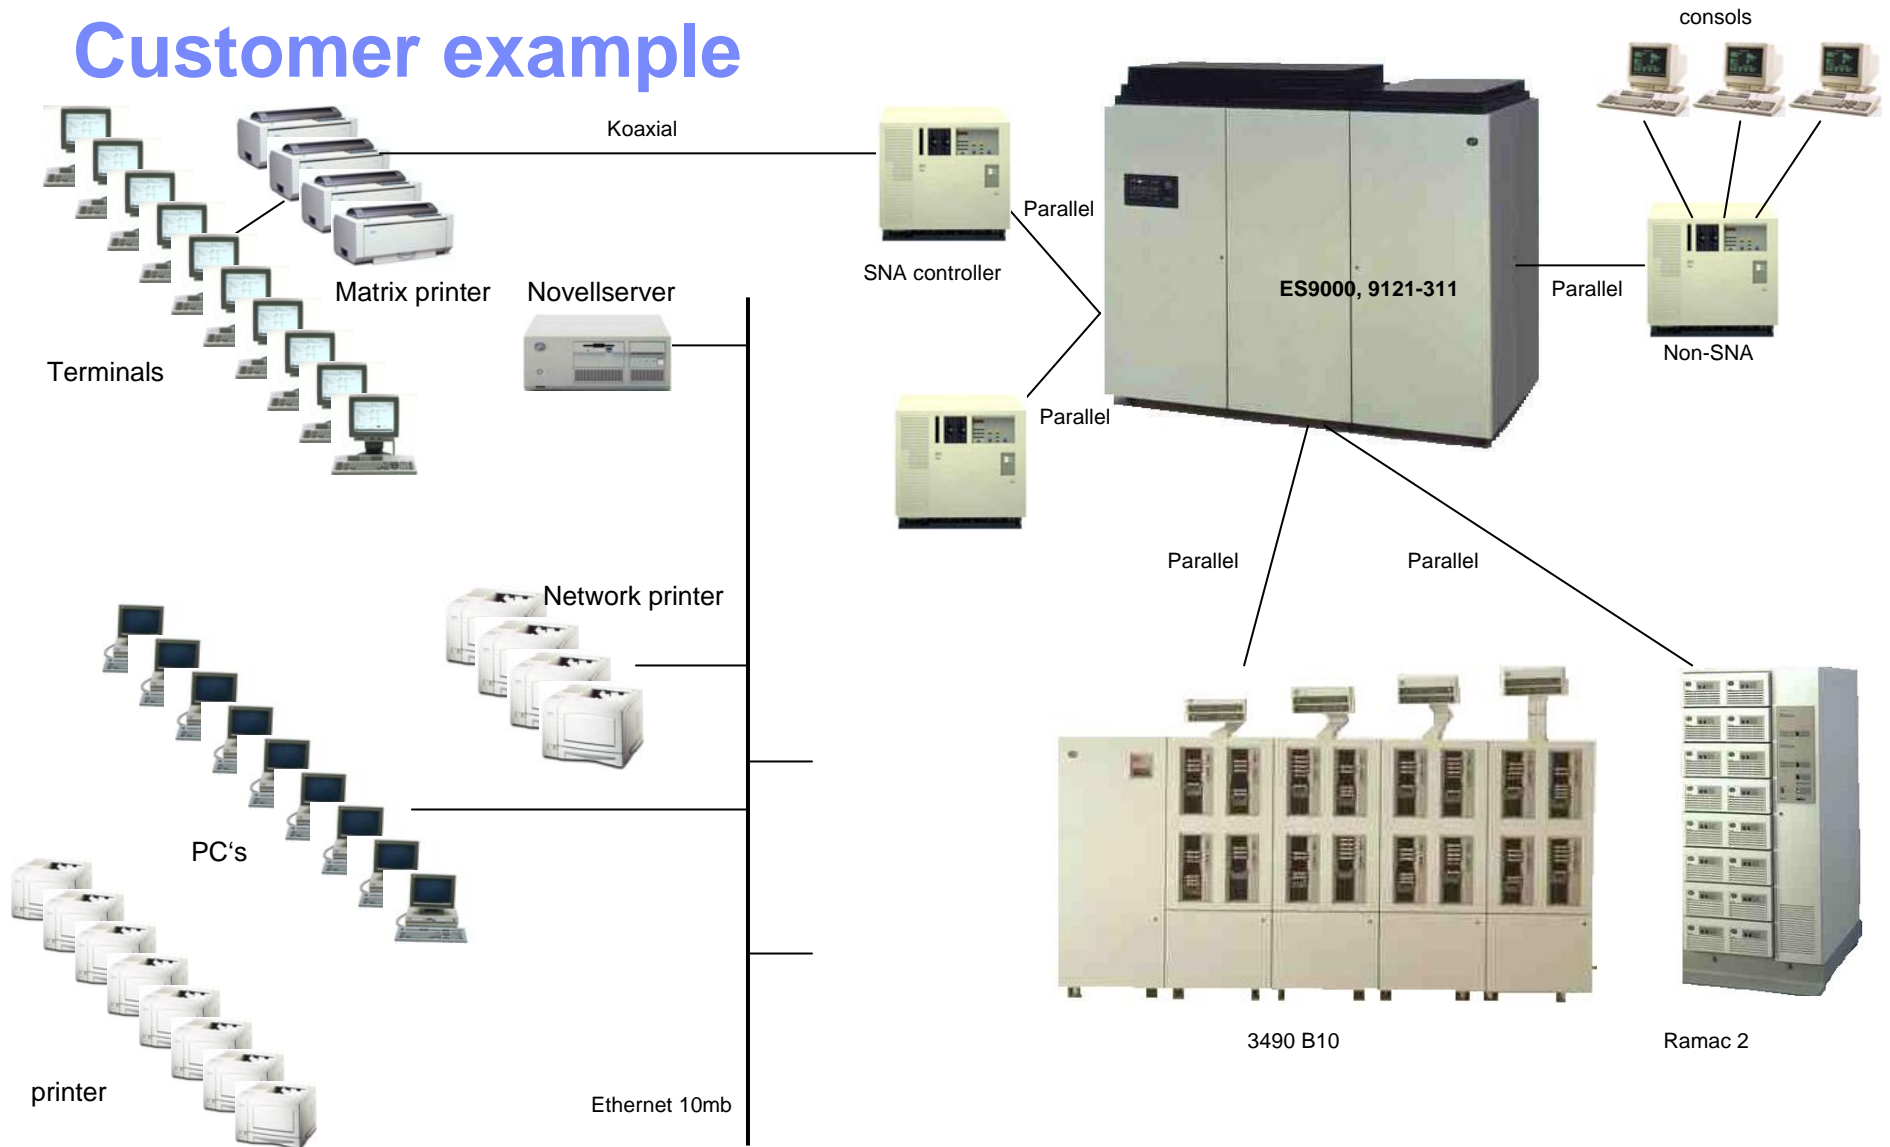 Customer example
consols
Koaxial
Parallel
SNA controller
ES9000, 9121-311
Parallel
Non-SNA
Matrix printer
Novellserver
Terminals
Parallel
Parallel
Parallel
Network printer
PC‘s
3490 B10
Ramac 2
printer
Ethernet 10mb